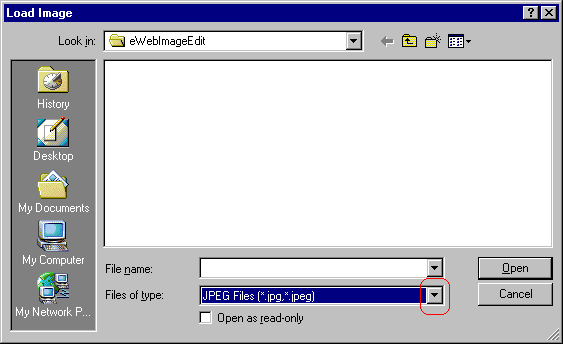 Load Image
Look in: eWebImageEdit
History
Desktop
My Documents
My Computer
My Network P...
File name:
Open
Files of type: JPEG Files (*.jpg,*.jpeg)
Cancel
Open as read-only